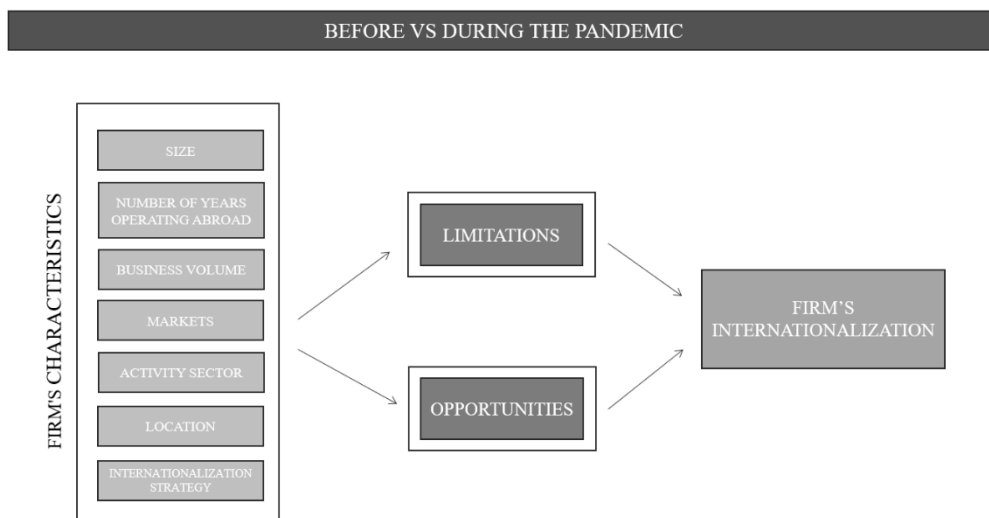 BEFORE VS DURING THE PANDEMIC
FIRM'S CHARACTERISTICS
SIZE
NUMBER OF YEARS
OPERATING ABROAD
BUSINESS VOLUME
MARKETS
ACTIVITY SECTOR
LOCATION
INTERNATIONALIZATION
STRATEGY
LIMITATIONS
OPPORTUNITIES
FIRM’S
INTERNATIONALIZATION